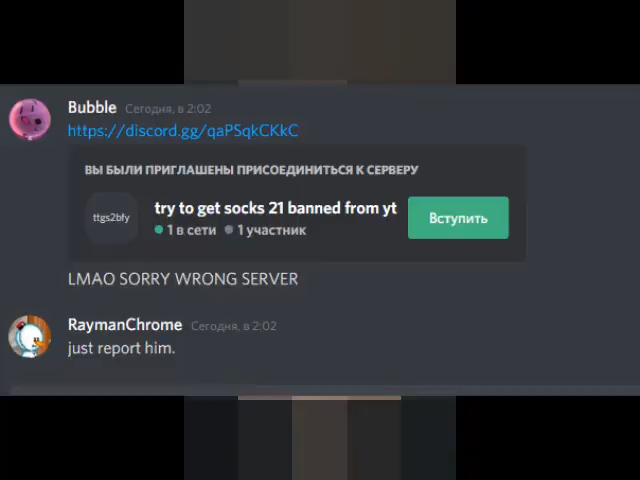 Bubble Сегодня, в 2:02
https://discord.gg/qaPSqkCKkC
ВЫ БЫЛИ ПРИГЛАШЕНЫ ПРИСОЕДИНИТЬСЯ К СЕРВЕРУ
ttgs2bfy
try to get socks 21 banned from yt
1 в сети 1 участник
Вступить
LMAO SORRY WRONG SERVER
RaymanChrome Сегодня, в 2:02
just report him.